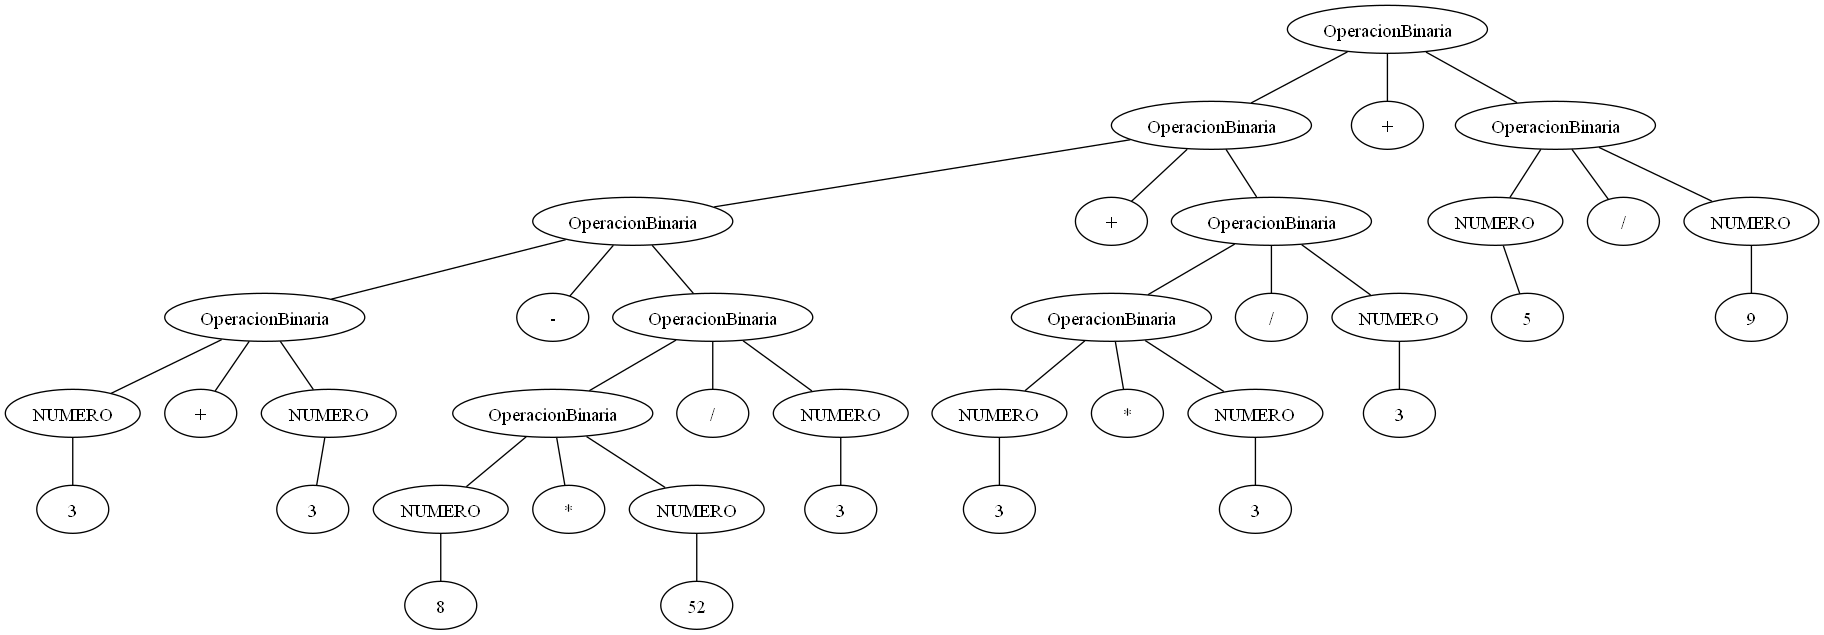 OperacionBinaria
OperacionBinaria + OperacionBinaria
OperacionBinaria + OperacionBinaria NUMERO / NUMERO
OperacionBinaria - OperacionBinaria OperacionBinaria / NUMERO 5 9
NUMERO + NUMERO OperacionBinaria / NUMERO NUMERO * NUMERO 3
3 3 NUMERO * NUMERO 3 3 3
8 52